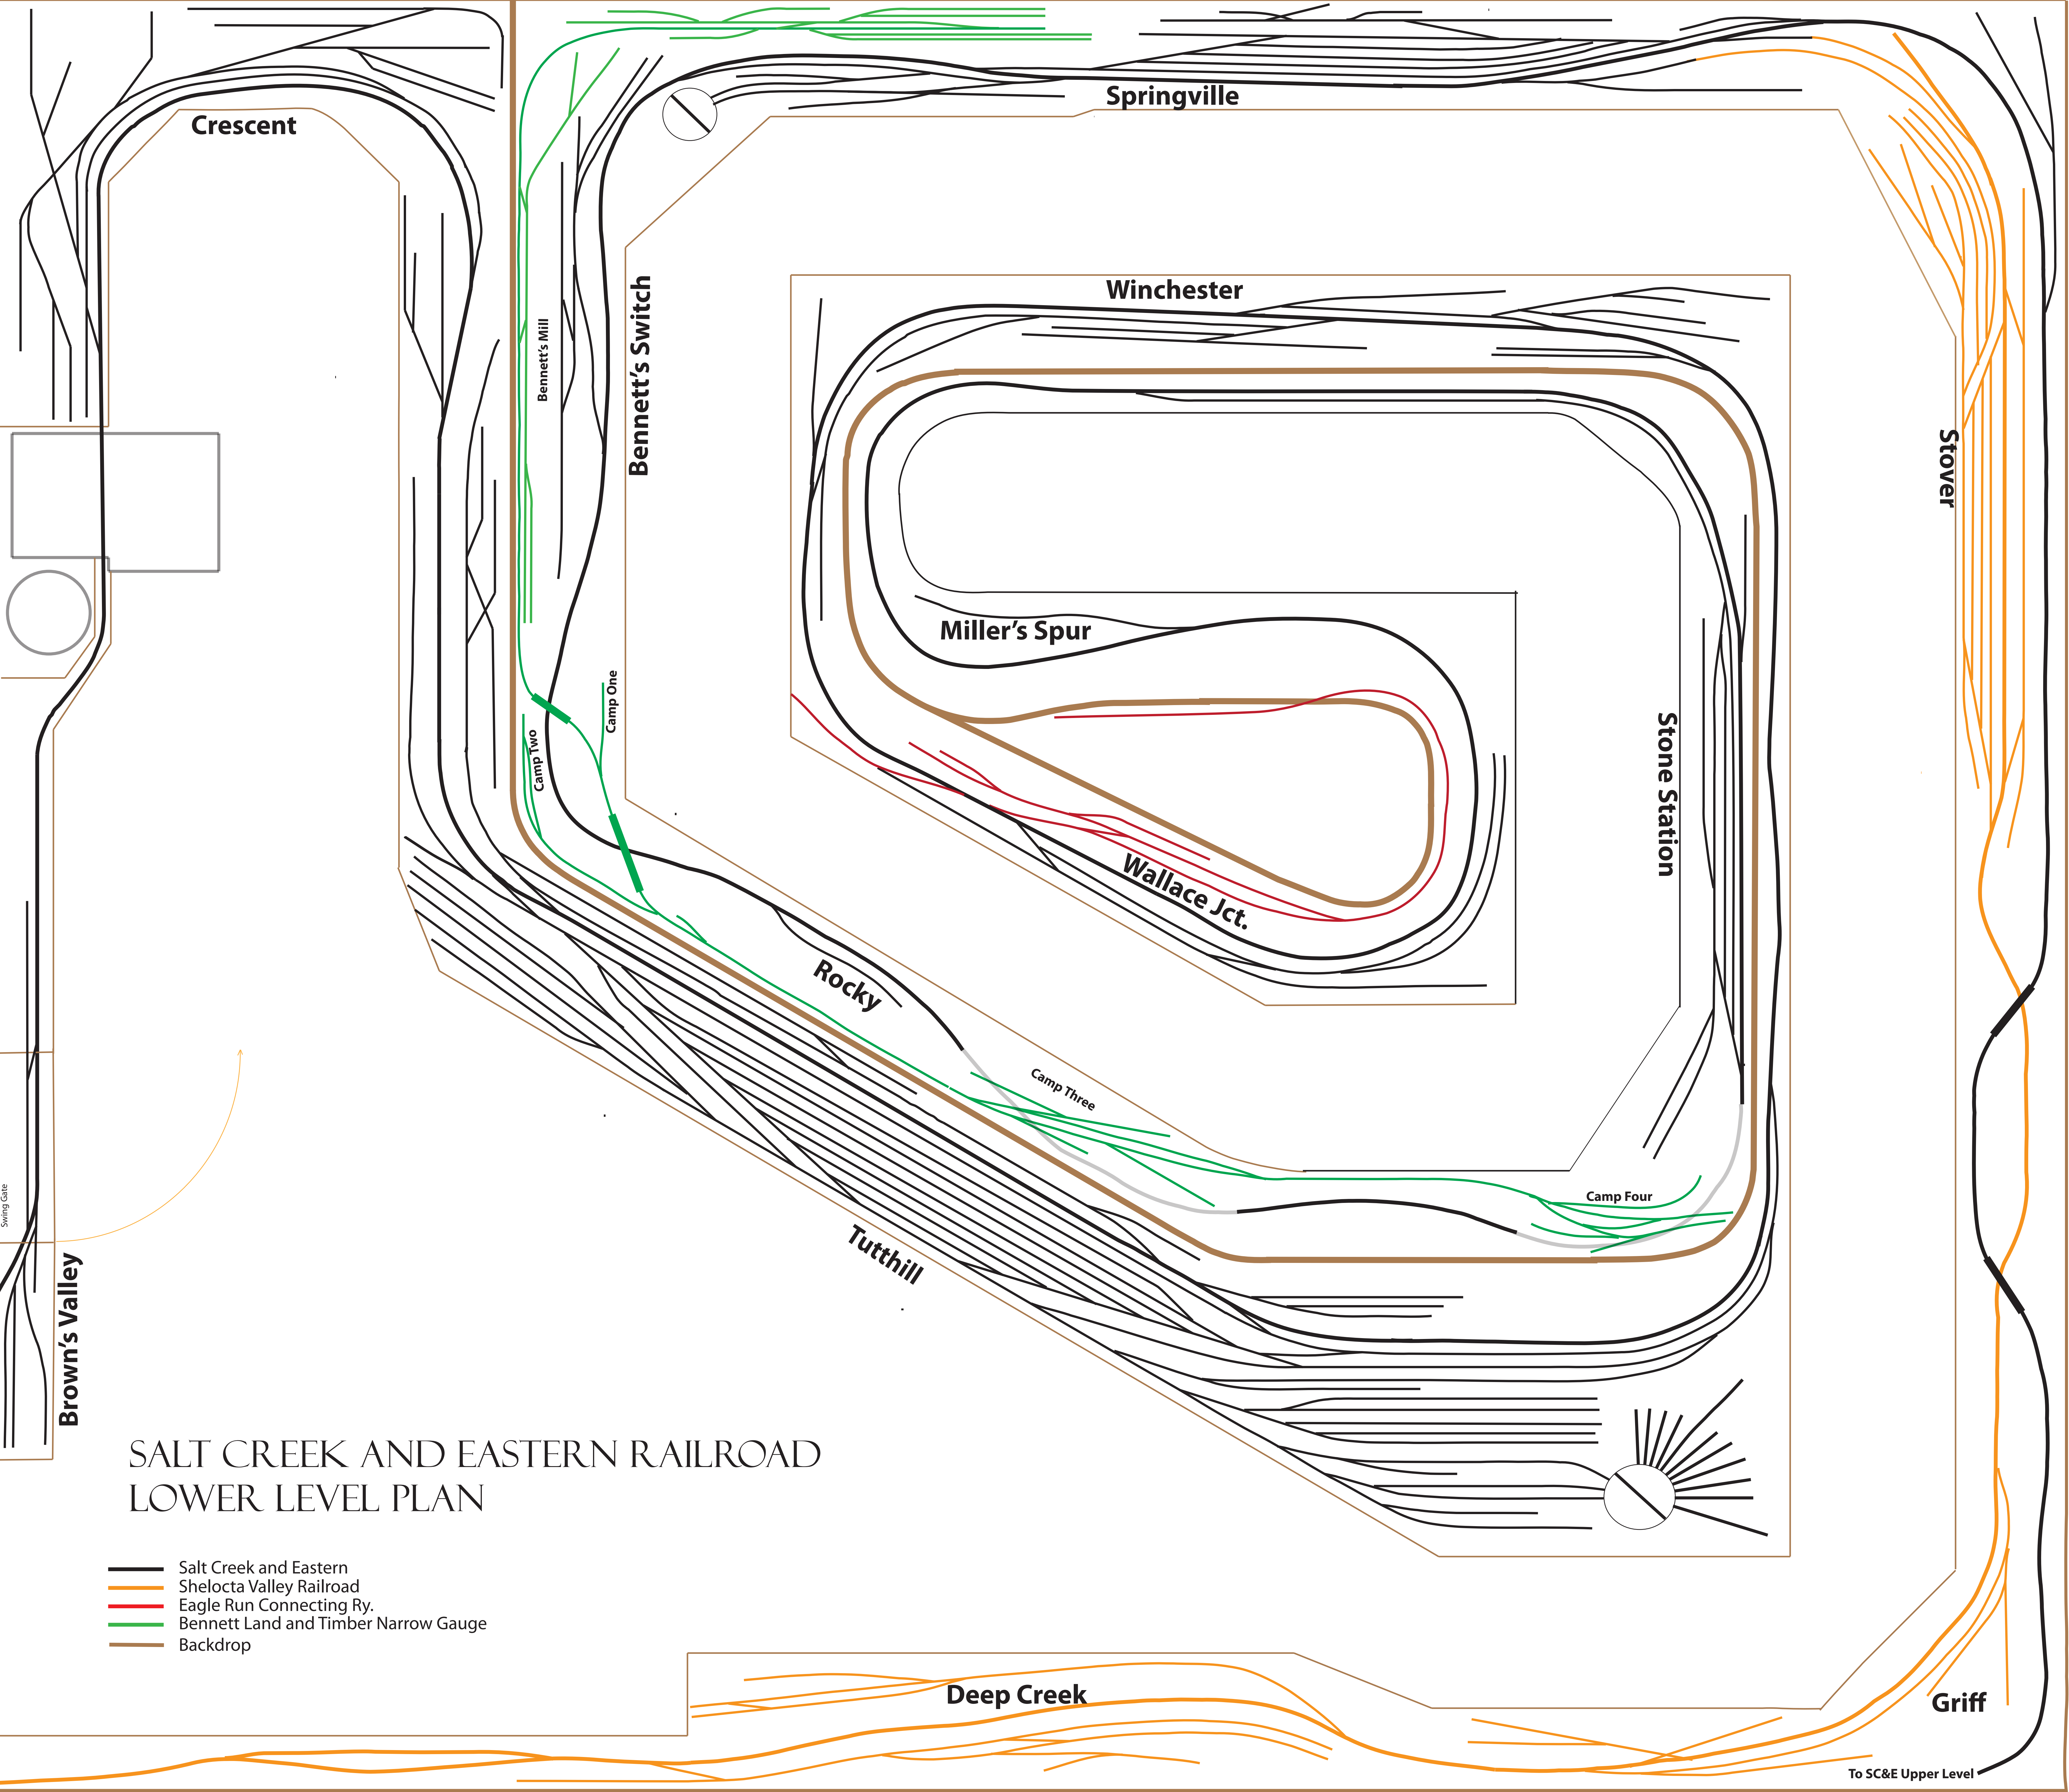 Crescent
Springville
Winchester
Bennett's Mill
Bennett's Switch
Stover
Miller's Spur
Camp One
Camp Two
Stone Station
Wallace Jct.
Rocky
Camp Three
Camp Four
Swing Gate
Tutthill
Brown's Valley
SALT CREEK AND EASTERN RAILROAD
LOWER LEVEL PLAN
Salt Creek and Eastern
Shelocta Valley Railroad
Eagle Run Connecting Ry.
Bennett Land and Timber Narrow Gauge
Backdrop
Deep Creek
Griff
To SC&E Upper Level